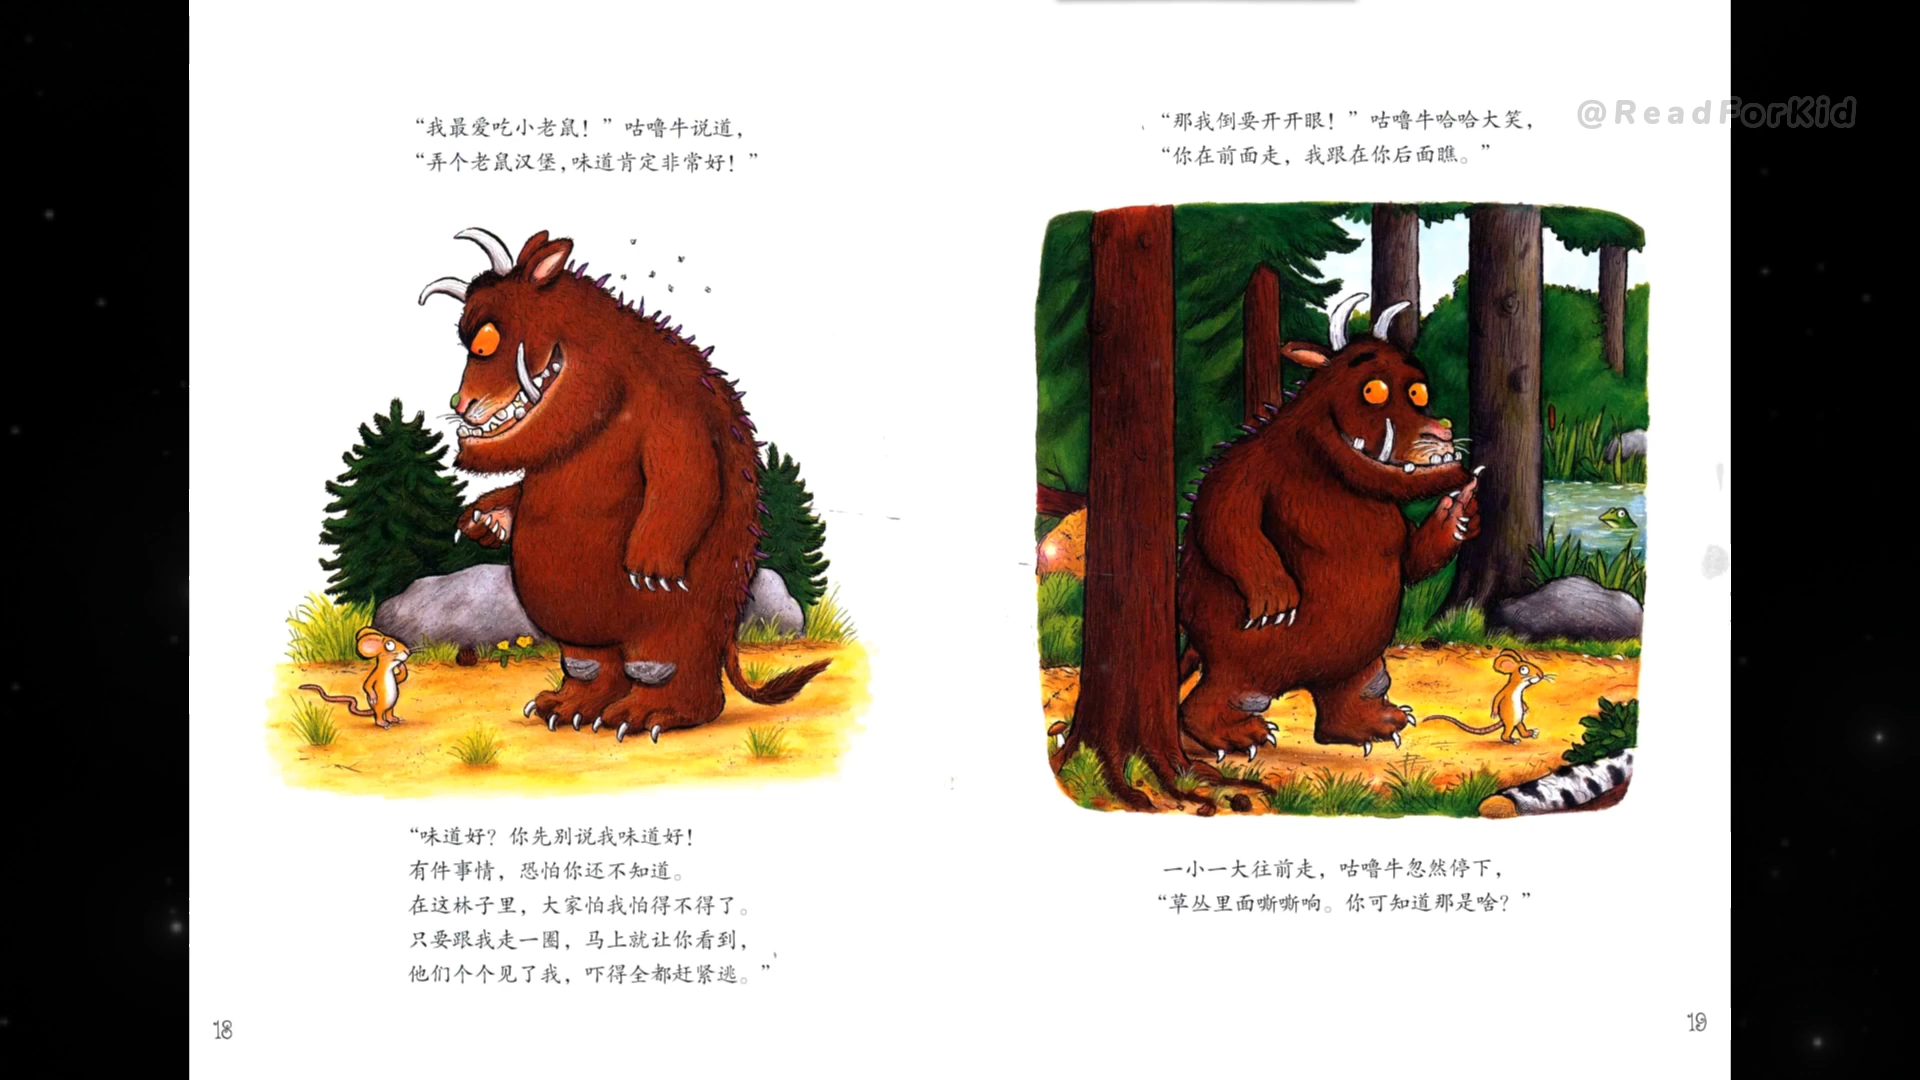 “我最爱吃小老鼠！”咕噜牛说道，
“弄个老鼠汉堡，味道肯定非常好！”
“味道好？你先别说我味道好！
有件事情，恐怕你还不知道。
在这林子里，大家怕我怕得不得了。
只要跟我走一圈，马上就让你看到，
他们个个见了我，吓得全都赶紧逃。”
18
“那我倒要开开眼！”咕噜牛哈哈大笑，
“你在前面走，我跟在你后面瞧。”
一小一大往前走，咕噜牛忽然停下，
“草丛里面嘶嘶响。你可知道那是啥？”
19
@ReadForKid